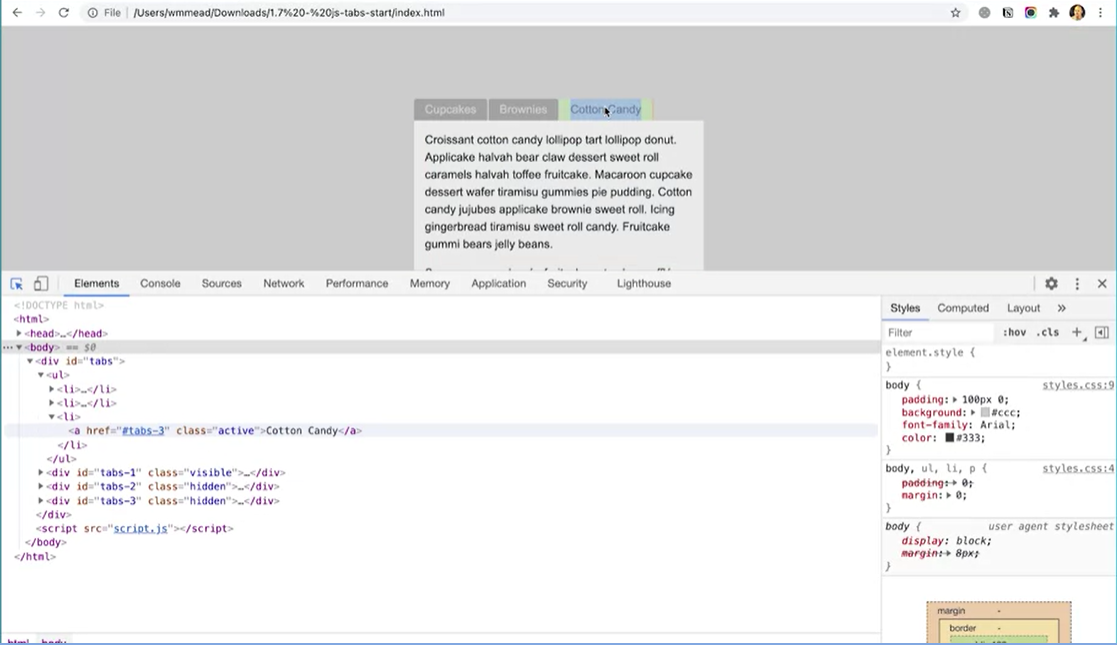 File | /Users/wmmead/Downloads/1.7%20-%20js-tabs-start/index.html
Cupcakes Brownies Cotton Candy
Croissant cotton candy lollipop tart lollipop donut.
Applicake halvah bear claw dessert sweet roll
caramels halvah toffee fruitcake. Macaroon cupcake
dessert wafer tiramisu gummies pie pudding. Cotton
candy jujubes applicake brownie sweet roll. Icing
gingerbread tiramisu sweet roll candy. Fruitcake
gummi bears jelly beans.
Elements Console Sources Network Performance Memory Application Security Lighthouse
<!DOCTYPE html>
<html>
<head>…</head>
<body> == $0
<div id="tabs">
<ul>
<li>…</li>
<li>…</li>
<li>
<a href="#tabs-3" class="active">Cotton Candy</a>
</li>
</ul>
<div id="tabs-1" class="visible">…</div>
<div id="tabs-2" class="hidden">…</div>
<div id="tabs-3" class="hidden">…</div>
</div>
<script src="script.js"></script>
</body>
</html>
html body
Styles Computed Layout »
Filter :hov .cls +
element.style {
}
body { styles.css:9
padding: 100px 0;
background: #ccc;
font-family: Arial;
color: #333;
}
body, ul, li, p { styles.css:4
padding: 0;
margin: 0;
}
body { user agent stylesheet
display: block;
margin: 8px;
}
margin -
border -